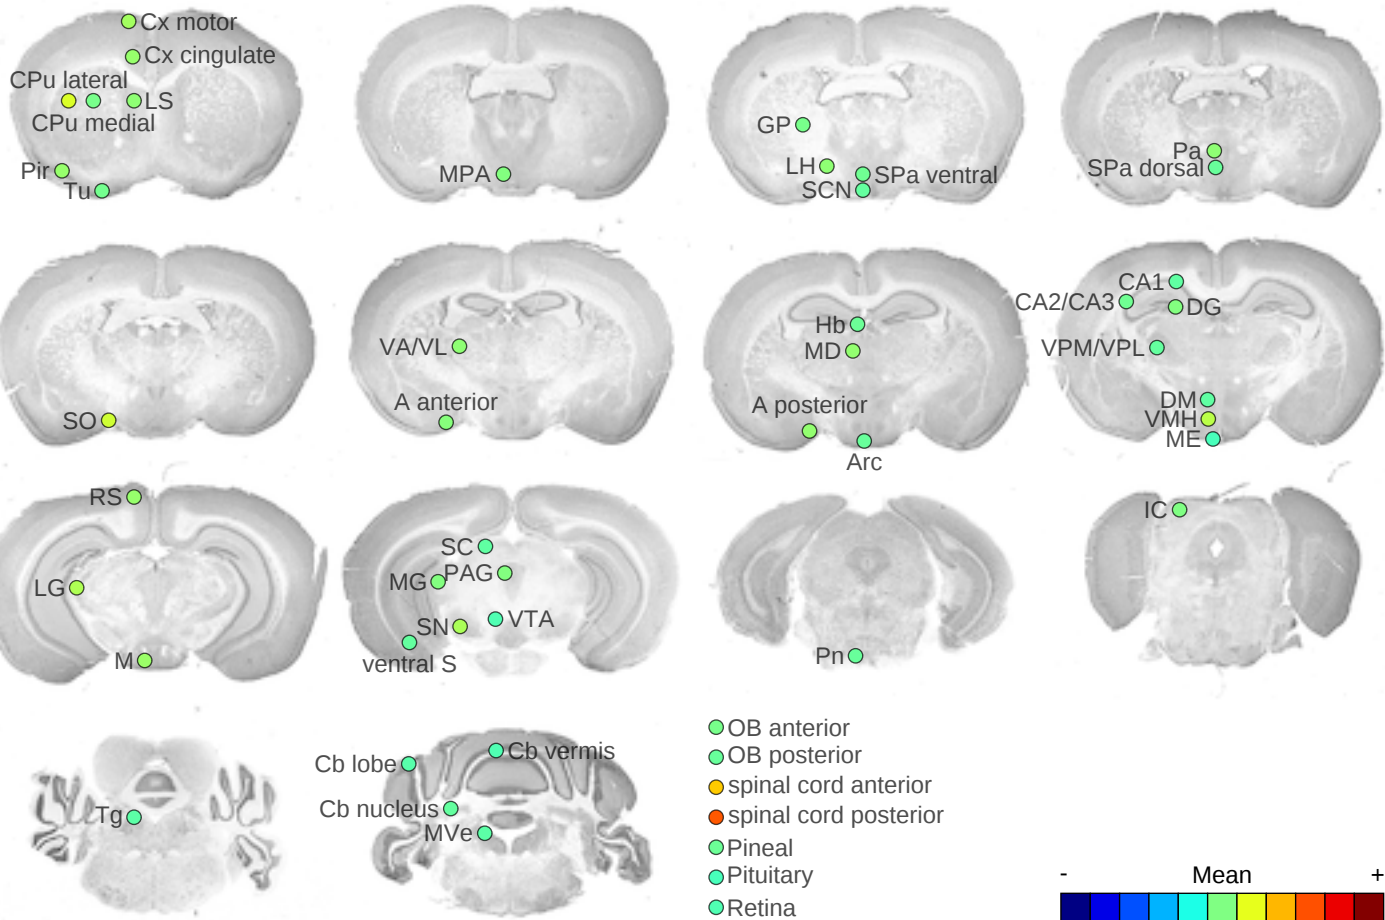 Cx motor
Cx cingulate
CPu lateral
LS
CPu medial
Pir
Tu
MPA
GP
LH
SPa ventral
SCN
Pa
SPa dorsal
SO
VA/VL
A anterior
Hb
MD
A posterior
Arc
CA1
CA2/CA3
DG
VPM/VPL
DM
VMH
ME
RS
LG
M
SC
MG
PAG
SN
VTA
ventral S
Pn
IC
Tg
Cb vermis
Cb lobe
Cb nucleus
MVe
OB anterior
OB posterior
spinal cord anterior
spinal cord posterior
Pineal
Pituitary
Retina
- Mean +